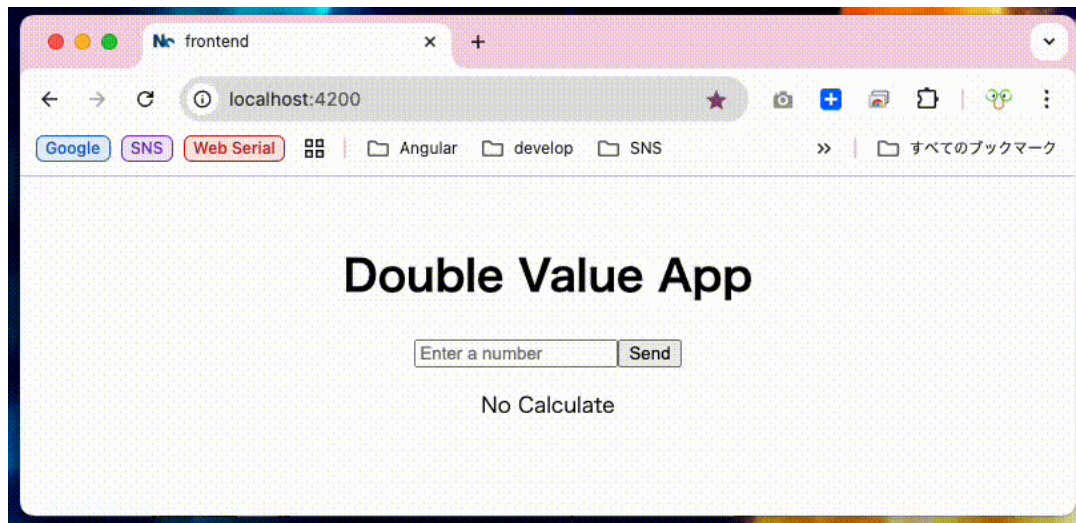 frontend
localhost:4200
Google SNS Web Serial Angular develop SNS すべてのブックマーク
Double Value App
Enter a number Send
No Calculate